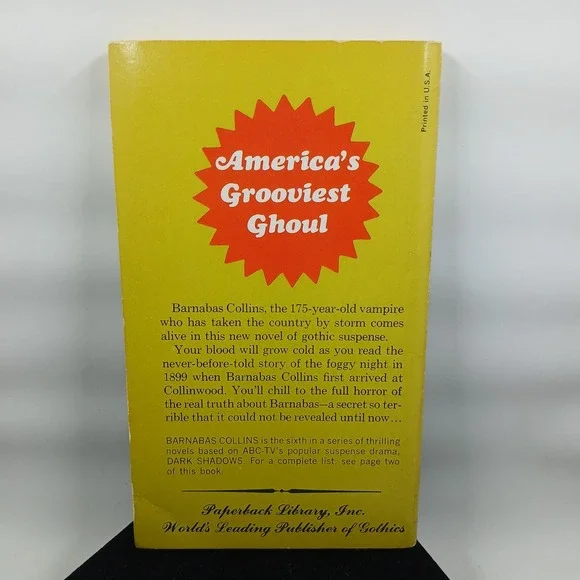 Printed in U.S.A.
America's
Grooviest
Ghoul
Barnabas Collins, the 175-year-old vampire
who has taken the country by storm comes
alive in this new novel of gothic suspense.
Your blood will grow cold as you read the
never-before-told story of the foggy night in
1899 when Barnabas Collins first arrived at
Collinwood. You'll chill to the full horror of
the real truth about Barnabas—a secret so ter-
rible that it could not be revealed until now...
BARNABAS COLLINS is the sixth in a series of thrilling
novels based on ABC-TV's popular suspense drama,
DARK SHADOWS. For a complete list, see page two
of this book.
Paperback Library, Inc.
World's Leading Publisher of Gothics